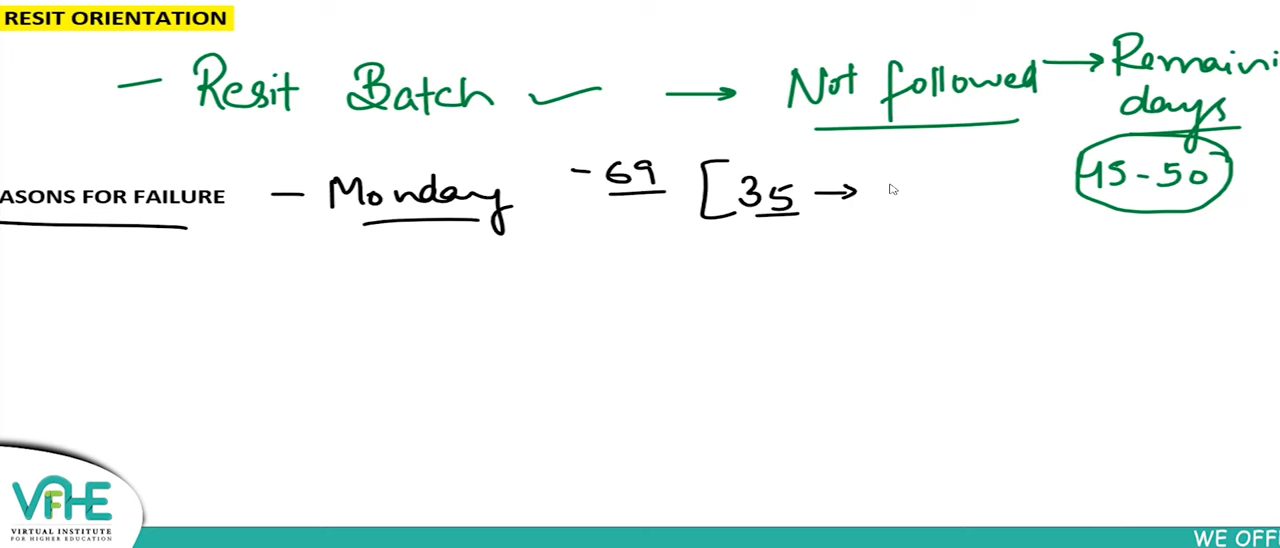 RESIT ORIENTATION
– Resit Batch ✓ → Not followed → Remaini
days
45-50
ASONS FOR FAILURE – Monday - 69 [35 →
VIFHE
VIRTUAL INSTITUTE
FOR HIGHER EDUCATION
WE OFF